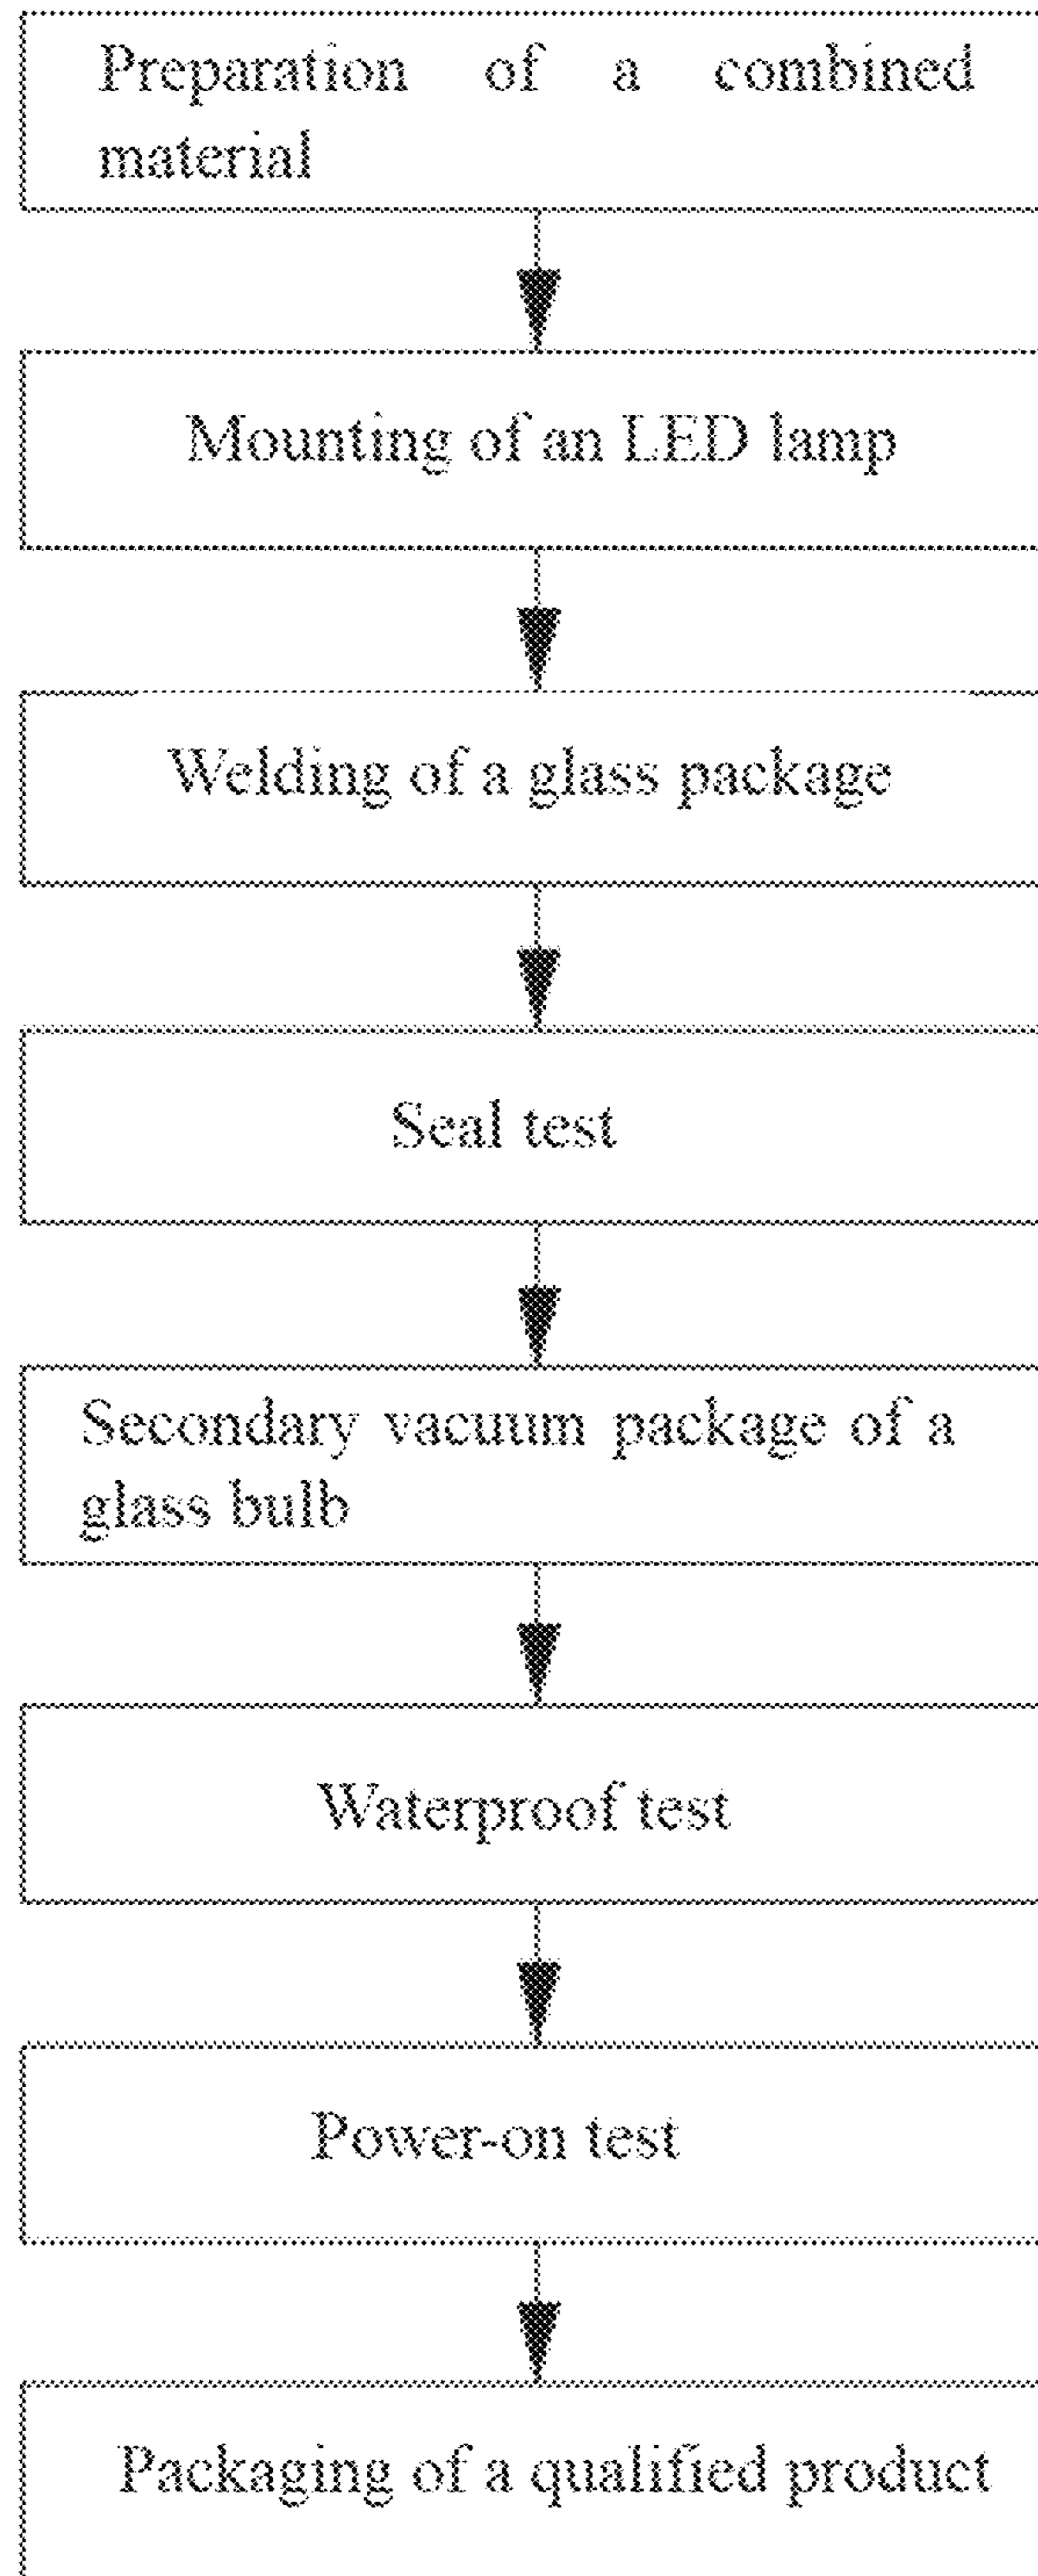 Preparation of a combined
material
Mounting of an LED lamp
Welding of a glass package
Seal test
Secondary vacuum package of a
glass bulb
Waterproof test
Power-on test
Packaging of a qualified product